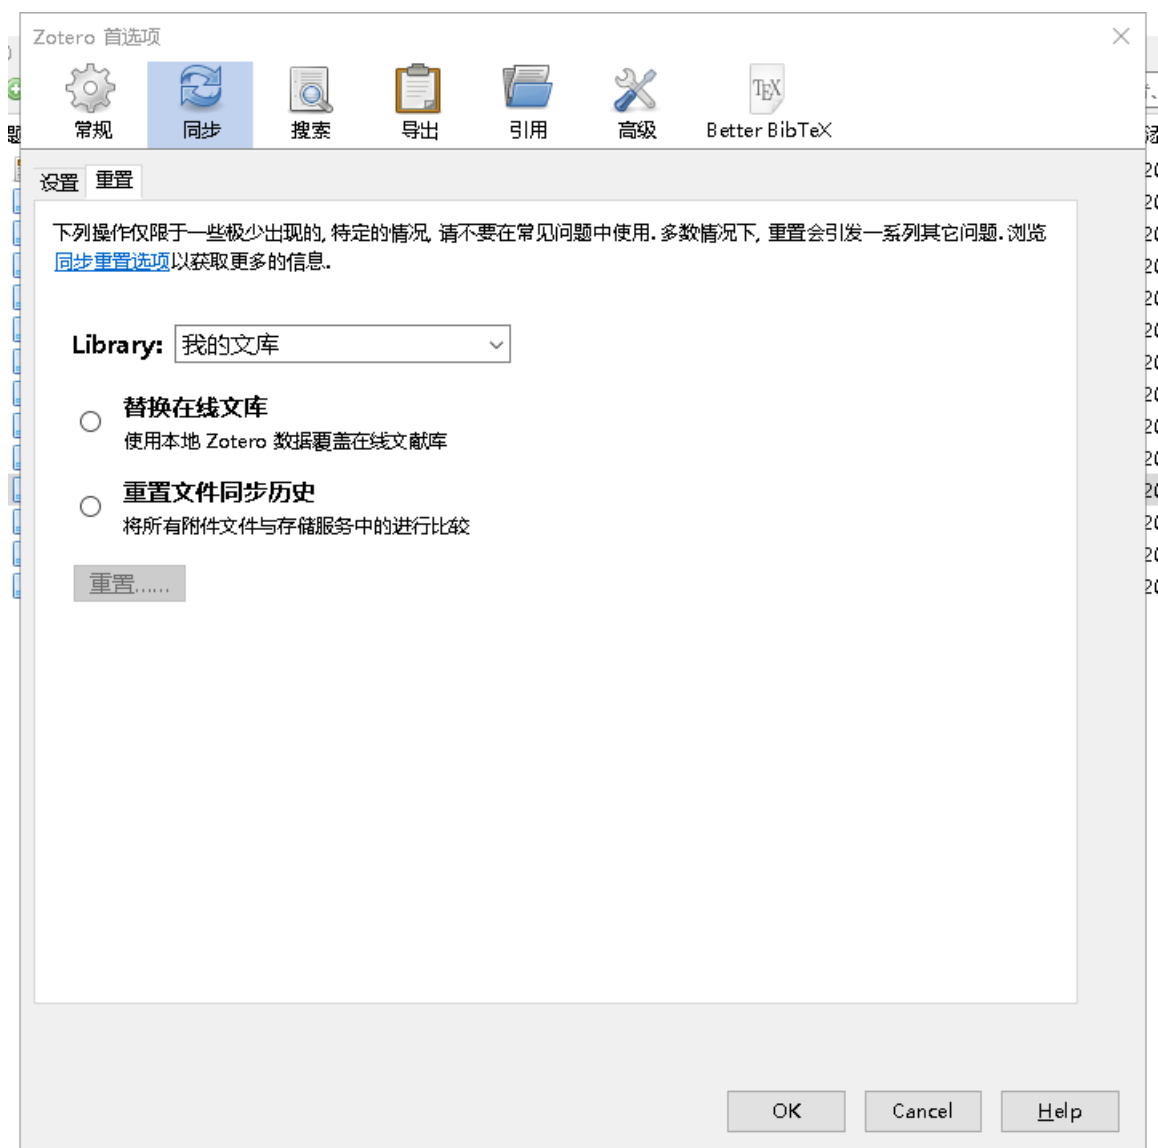 Zotero 首选项
常规 同步 搜索 导出 引用 高级 Better BibTeX
设置 重置
下列操作仅限于一些极少出现的, 特定的情况, 请不要在常见问题中使用. 多数情况下, 重置会引发一系列其它问题. 浏览
同步重置选项以获取更多的信息.
Library: 我的文库
替换在线文库
使用本地 Zotero 数据覆盖在线文献库
重置文件同步历史
将所有附件文件与存储服务中的进行比较
重置......
OK Cancel Help